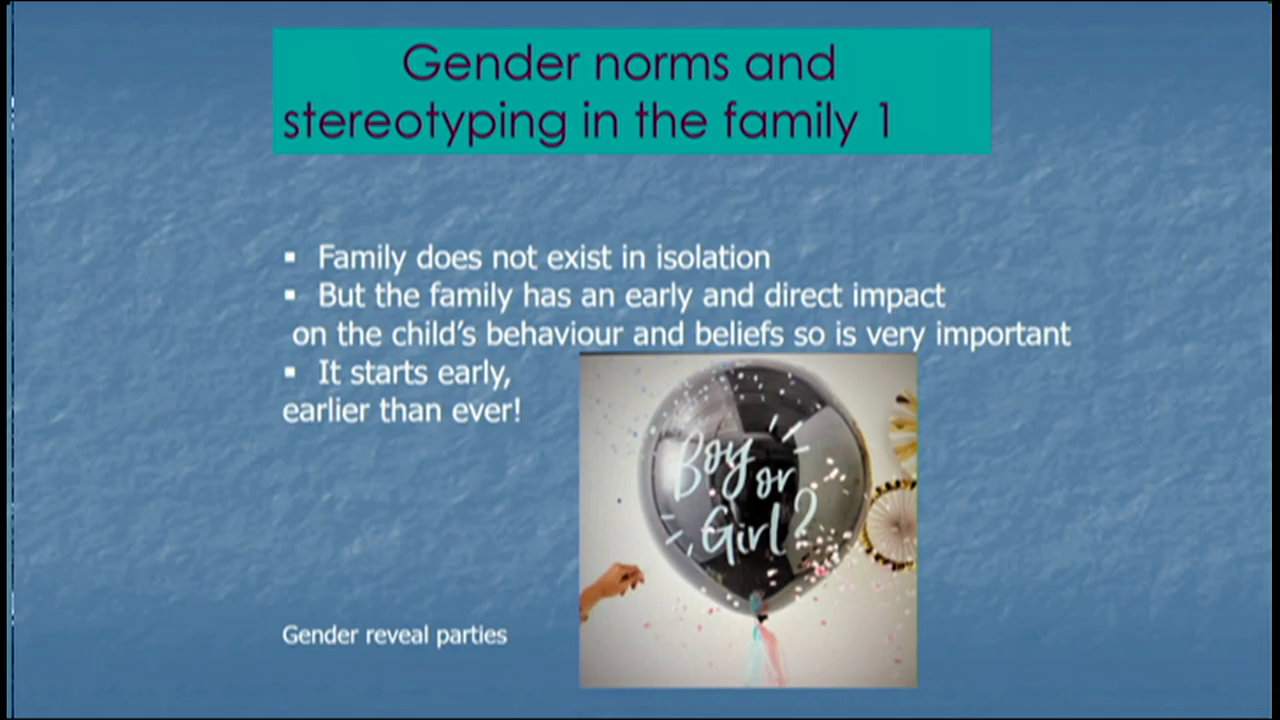 Gender norms and
stereotyping in the family 1
▪ Family does not exist in isolation
▪ But the family has an early and direct impact
on the child's behaviour and beliefs so is very important
▪ It starts early,
earlier than ever!
Boy
or
Girl?
Gender reveal parties